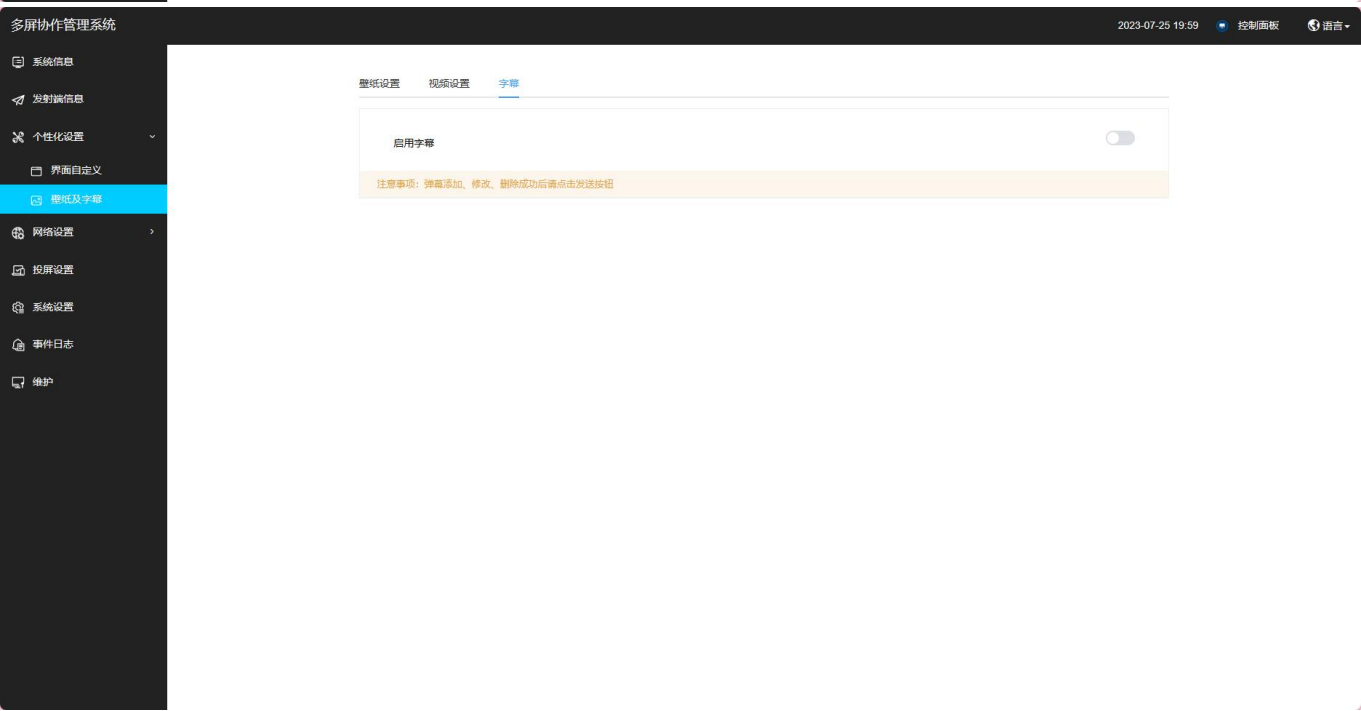 多屏协作管理系统
2023-07-25 19:59 控制面板 语言
系统信息
发射端信息
个性化设置
界面自定义
壁纸及字幕
网络设置
投屏设置
系统设置
事件日志
维护
壁纸设置 视频设置 字幕
启用字幕
注意事项：弹幕添加、修改、删除成功后请点击发送按钮